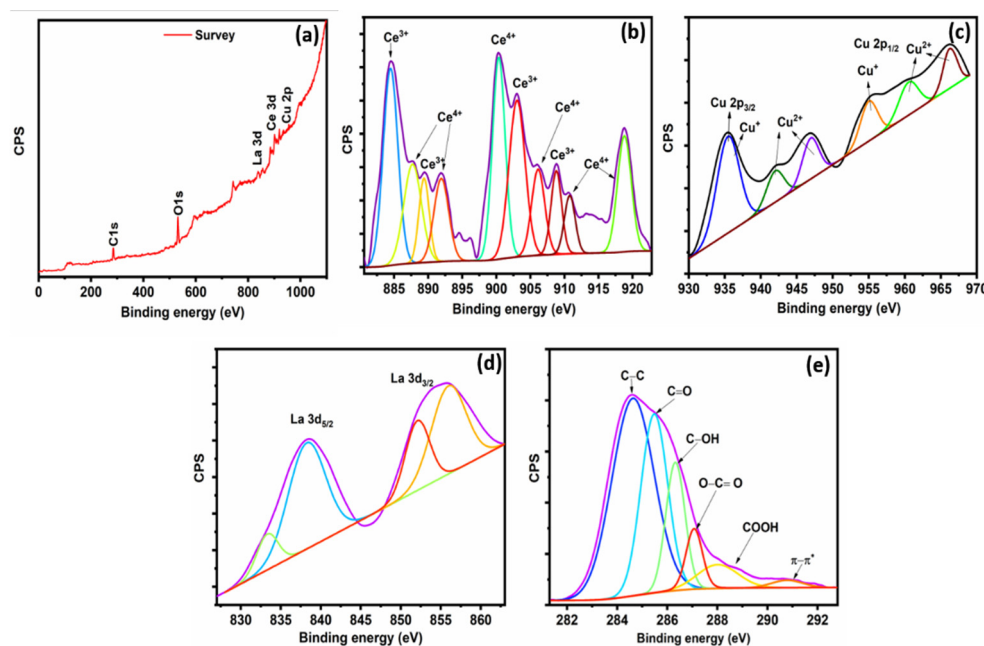 (a)
Survey
CPS
C1s
O1s
La 3d
Ce 3d
Cu 2p
0 200 400 600 800 1000
Binding energy (eV)
(b)
CPS
Ce³⁺
Ce⁴⁺
Ce³⁺
Ce⁴⁺
Ce³⁺
Ce⁴⁺
Ce³⁺
Ce⁴⁺
885 890 895 900 905 910 915 920
Binding energy (eV)
(c)
CPS
Cu 2p₃/₂
Cu⁺
Cu²⁺
Cu 2p₁/₂
Cu⁺
Cu²⁺
930 935 940 945 950 955 960 965 970
Binding energy (eV)
(d)
CPS
La 3d₅/₂
La 3d₃/₂
830 835 840 845 850 855 860
Binding energy (eV)
(e)
CPS
C–C
C=O
C–OH
O–C=O
COOH
π–π*
282 284 286 288 290 292
Binding energy (eV)